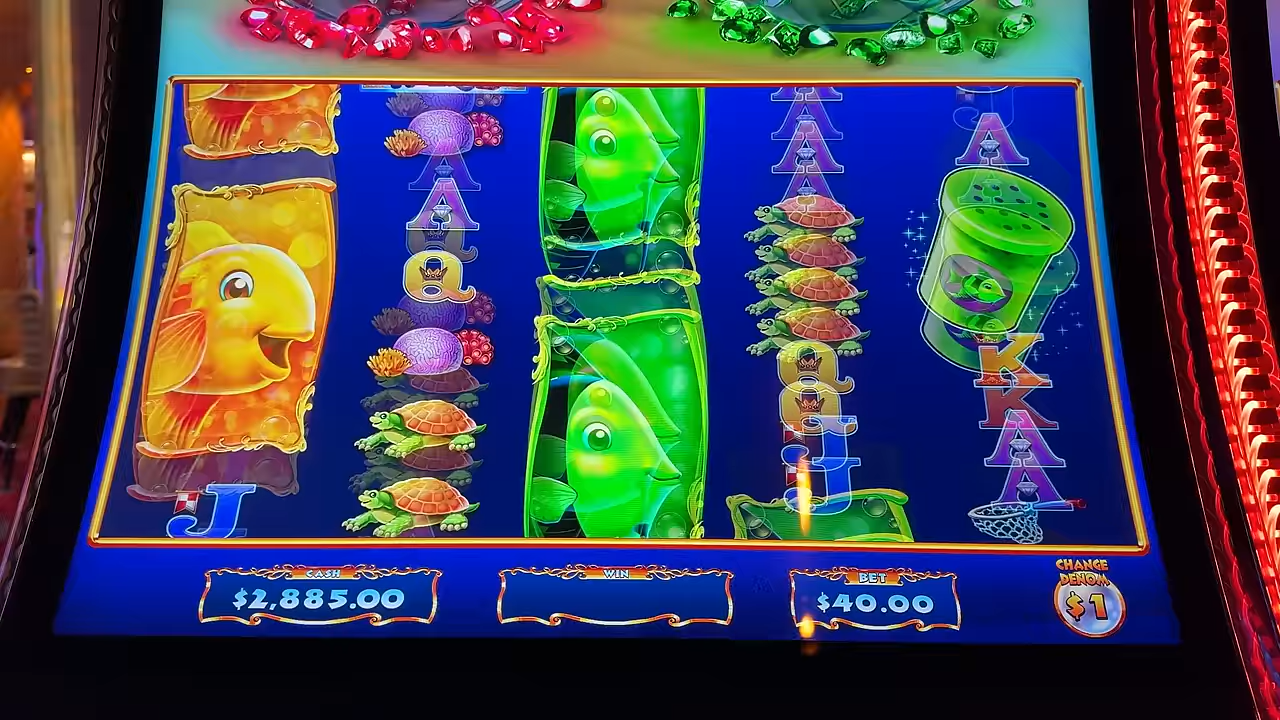 A
A
A
A
A
A
A
A
Q
K
K
Q
Q
A
J
A
J
J
CASH
$2,885.00
WIN
BET
$40.00
CHANGE
DENOM
$1